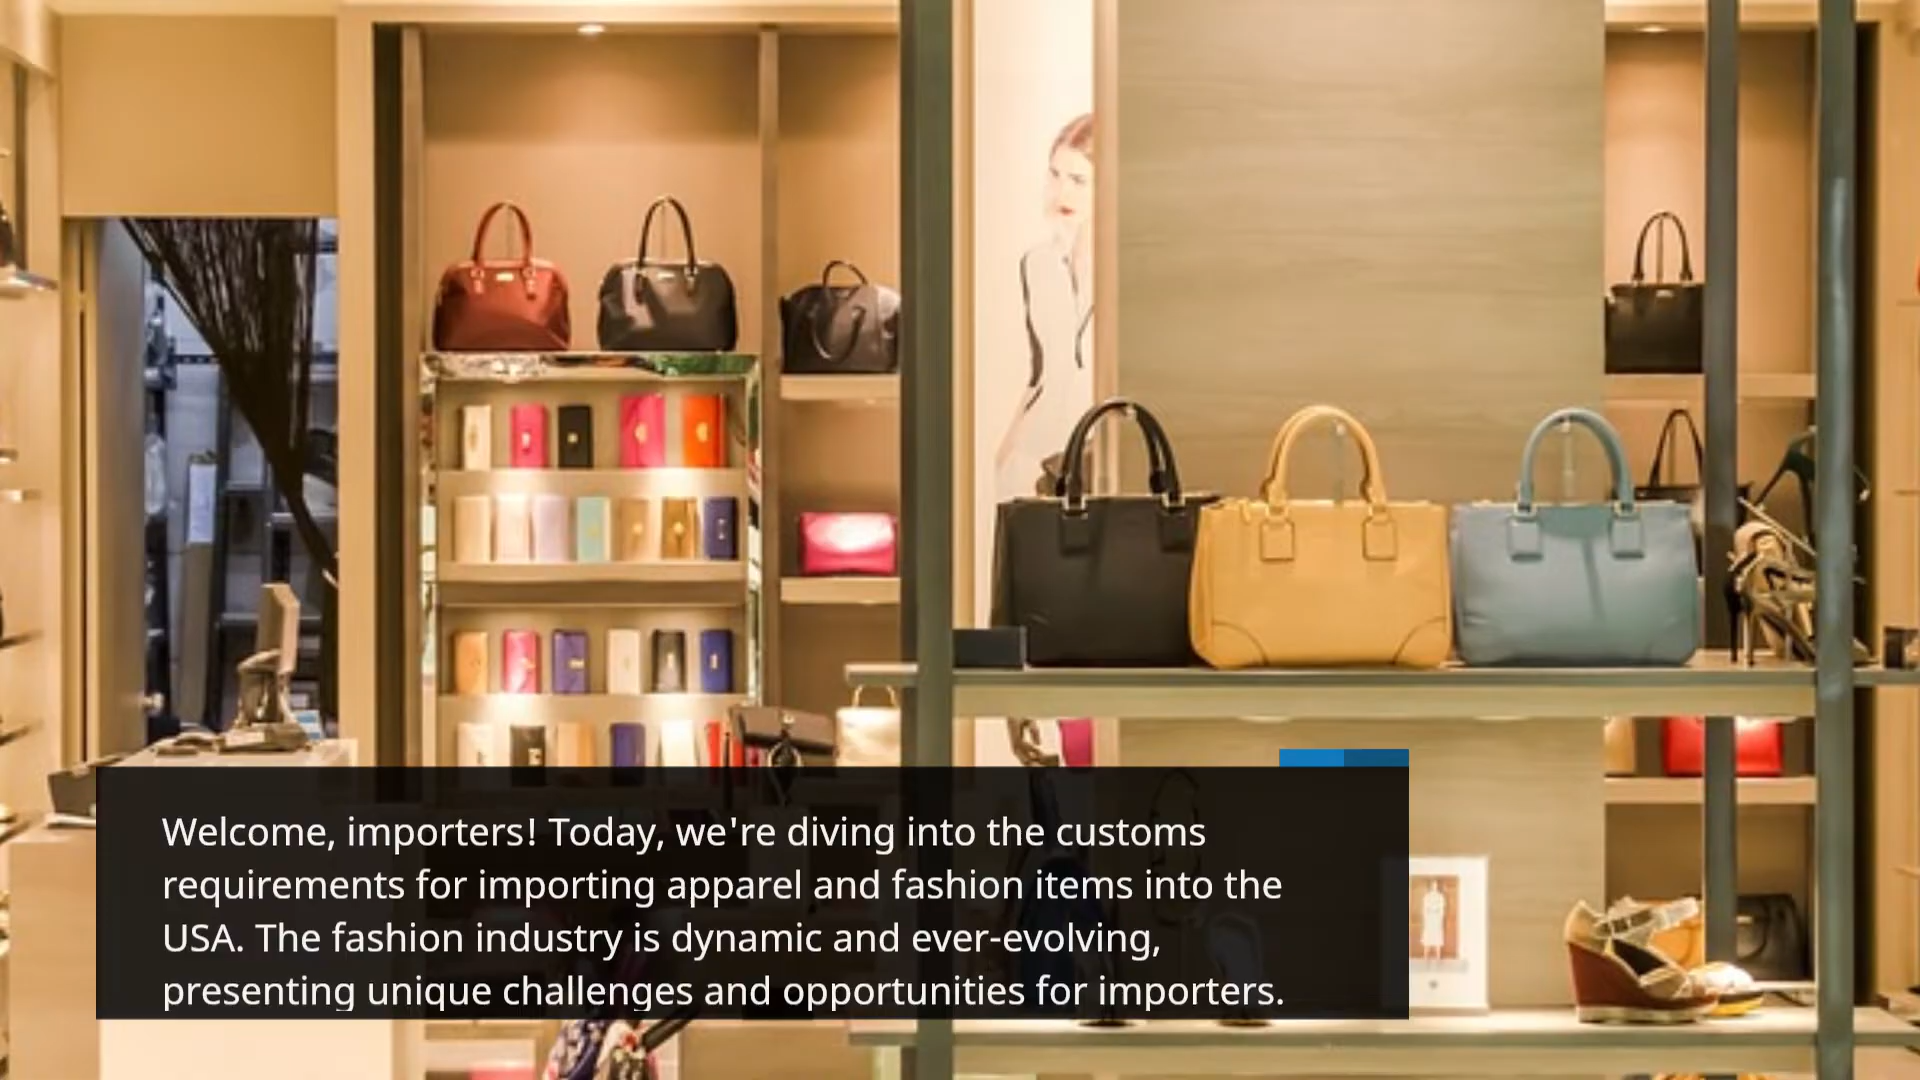 Welcome, importers! Today, we're diving into the customs
requirements for importing apparel and fashion items into the
USA. The fashion industry is dynamic and ever-evolving,
presenting unique challenges and opportunities for importers.